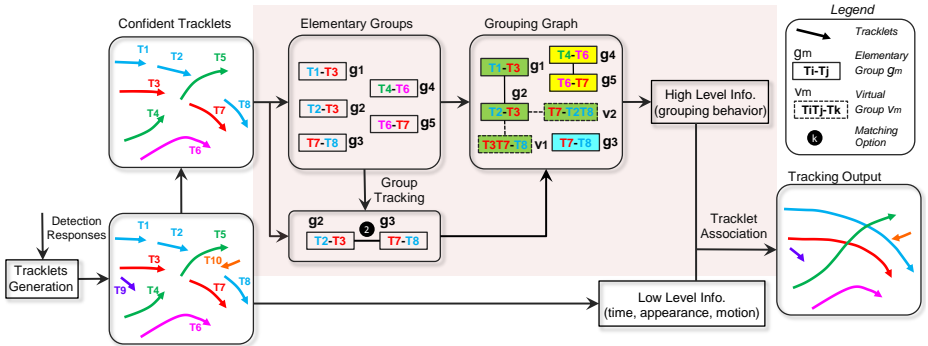 Confident Tracklets
T1
T2
T5
T3
T8
T4
T7
T6
Elementary Groups
T1-T3 g1
T4-T6 g4
T2-T3 g2
T6-T7 g5
T7-T8 g3
Grouping Graph
T4-T6 g4
T1-T3 g1
T6-T7 g5
g2
T2-T3
T7-T2T8 v2
T3T7-T8 v1
T7-T8 g3
High Level Info.
(grouping behavior)
Legend
Tracklets
gm
Elementary
Ti-Tj
Group gm
vm
Virtual
TiTj-Tk
Group vm
k
Matching
Option
Group
Tracking
g2
2
g3
T2-T3
T7-T8
Detection
Responses
Tracklets
Generation
T1
T2
T5
T3
T10
T9
T8
T4
T7
T6
Low Level Info.
(time, appearance, motion)
Tracklet
Association
Tracking Output